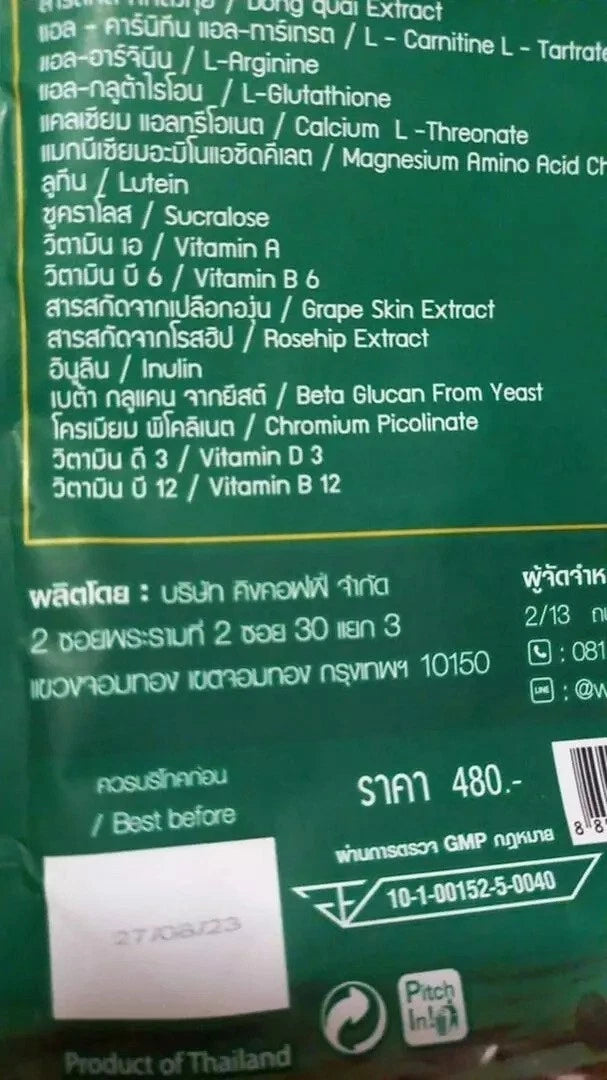 Dong quai Extract
แอล - คาร์นิทีน แอล-ทาร์เทรต / L - Carnitine L - Tartrate
แอล-อาร์จินีน / L-Arginine
แอล-กลูต้าไธโอน / L-Glutathione
แคลเซียม แอลทรีโอเนต / Calcium L -Threonate
แมกนีเซียมอะมิโนแอซิดคีเลต / Magnesium Amino Acid Ch
ลูทีน / Lutein
ซูคราโลส / Sucralose
วิตามิน เอ / Vitamin A
วิตามิน บี 6 / Vitamin B 6
สารสกัดจากเปลือกองุ่น / Grape Skin Extract
สารสกัดจากโรสฮิป / Rosehip Extract
อินูลิน / Inulin
เบต้า กลูแคน จากยีสต์ / Beta Glucan From Yeast
โครเมียม พิโคลิเนต / Chromium Picolinate
วิตามิน ดี 3 / Vitamin D 3
วิตามิน บี 12 / Vitamin B 12
ผลิตโดย : บริษัท คิงคอฟฟี่ จำกัด
2 ซอยพระรามที่ 2 ซอย 30 แยก 3
แขวงจอมทอง เขตจอมทอง กรุงเทพฯ 10150
ผู้จัดจำห
2/13
: 081
LINE : @w
ควรบริโภคก่อน
/ Best before
27/08/23
ราคา 480.-
8 8
ผ่านการตรวจ GMP กฎหมาย
10-1-00152-5-0040
Pitch
In!
Product of Thailand